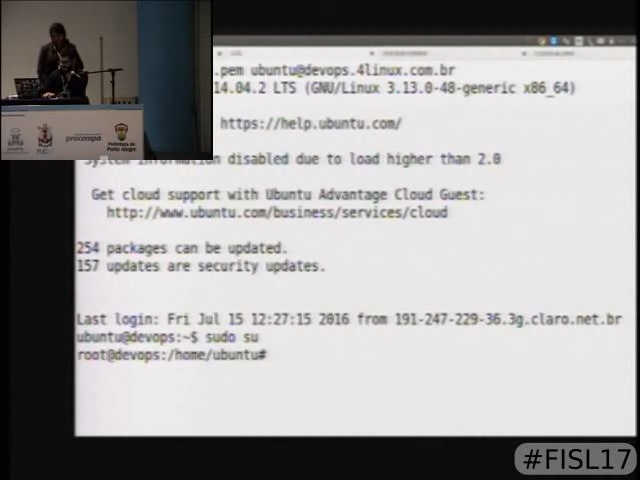 .pem ubuntu@devops.4linux.com.br
14.04.2 LTS (GNU/Linux 3.13.0-48-generic x86_64)
https://help.ubuntu.com/
System information disabled due to load higher than 2.0
Get cloud support with Ubuntu Advantage Cloud Guest:
http://www.ubuntu.com/business/services/cloud
254 packages can be updated.
157 updates are security updates.
Last login: Fri Jul 15 12:27:15 2016 from 191-247-229-36.3g.claro.net.br
ubuntu@devops:~$ sudo su
root@devops:/home/ubuntu#
procempa
Prefeitura de
Porto Alegre
#FISL17